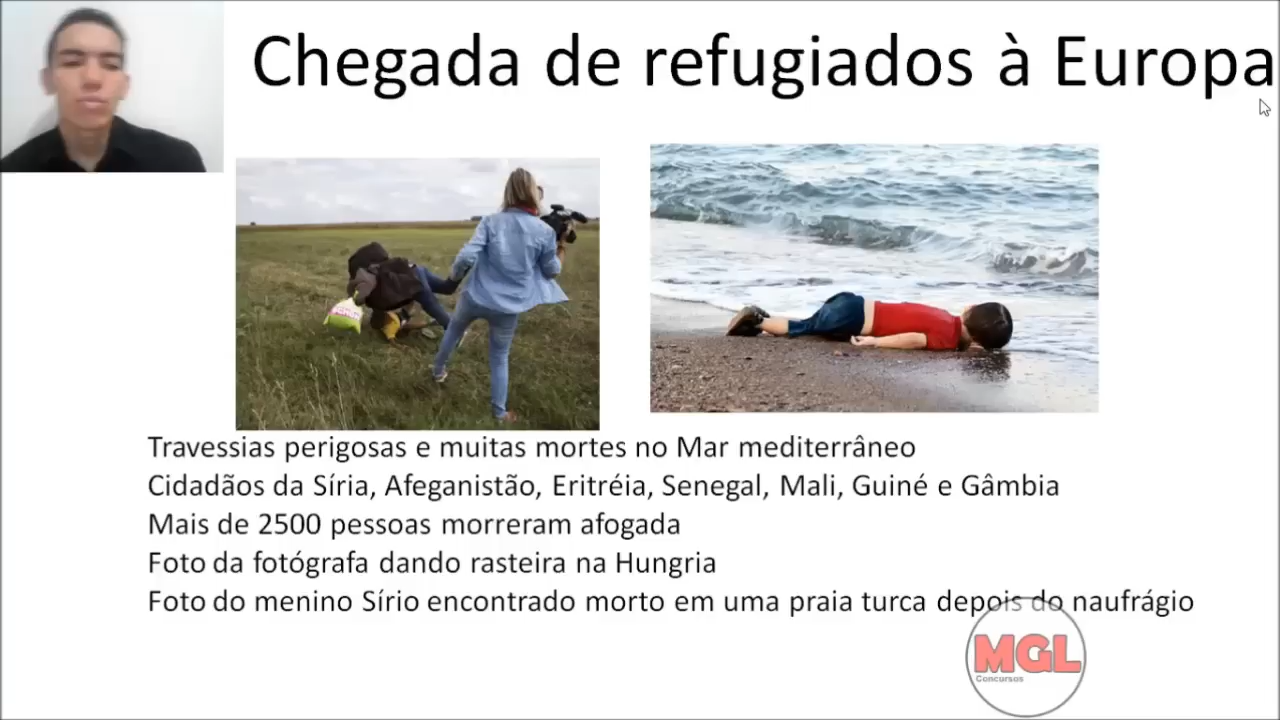 Chegada de refugiados à Europa
Travessias perigosas e muitas mortes no Mar mediterrâneo
Cidadãos da Síria, Afeganistão, Eritréia, Senegal, Mali, Guiné e Gâmbia
Mais de 2500 pessoas morreram afogada
Foto da fotógrafa dando rasteira na Hungria
Foto do menino Sírio encontrado morto em uma praia turca depois do naufrágio
MGL
Concursos